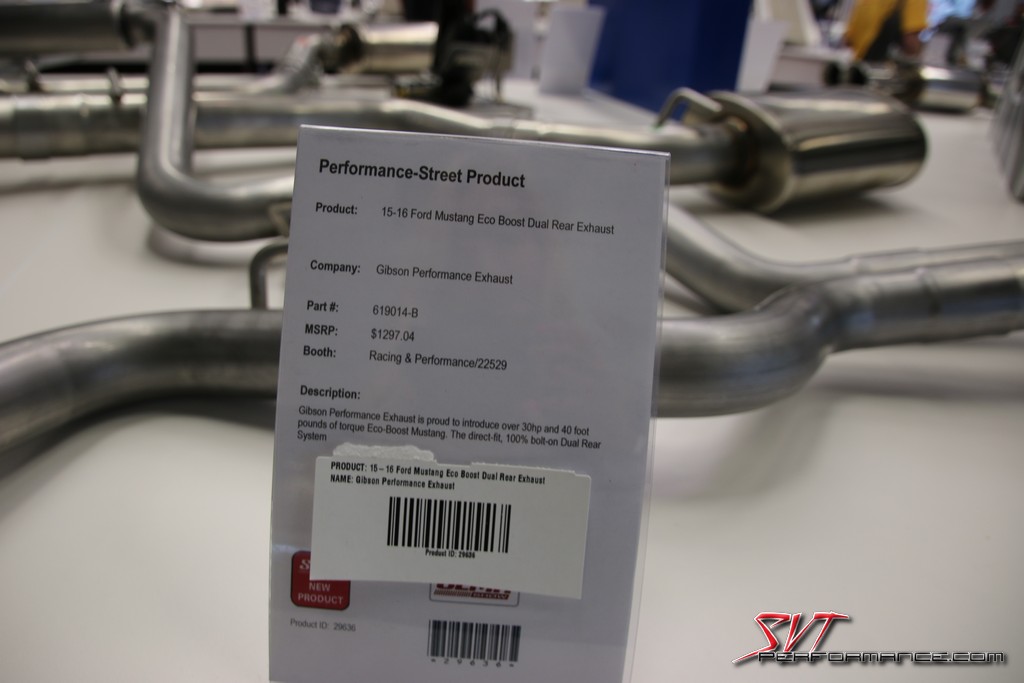 Performance-Street Product
Product: 15-16 Ford Mustang Eco Boost Dual Rear Exhaust
Company: Gibson Performance Exhaust
Part #: 619014-B
MSRP: $1297.04
Booth: Racing & Performance/22529
Description:
Gibson Performance Exhaust is proud to introduce over 30hp and 40 foot
pounds of torque Eco-Boost Mustang. The direct-fit, 100% bolt-on Dual Rear
System
PRODUCT: 15-16 Ford Mustang Eco Boost Dual Rear Exhaust
NAME: Gibson Performance Exhaust
Product ID: 29636
NEW
PRODUCT
Product ID: 29636
*29636*
SVT
PERFORMANCE.COM